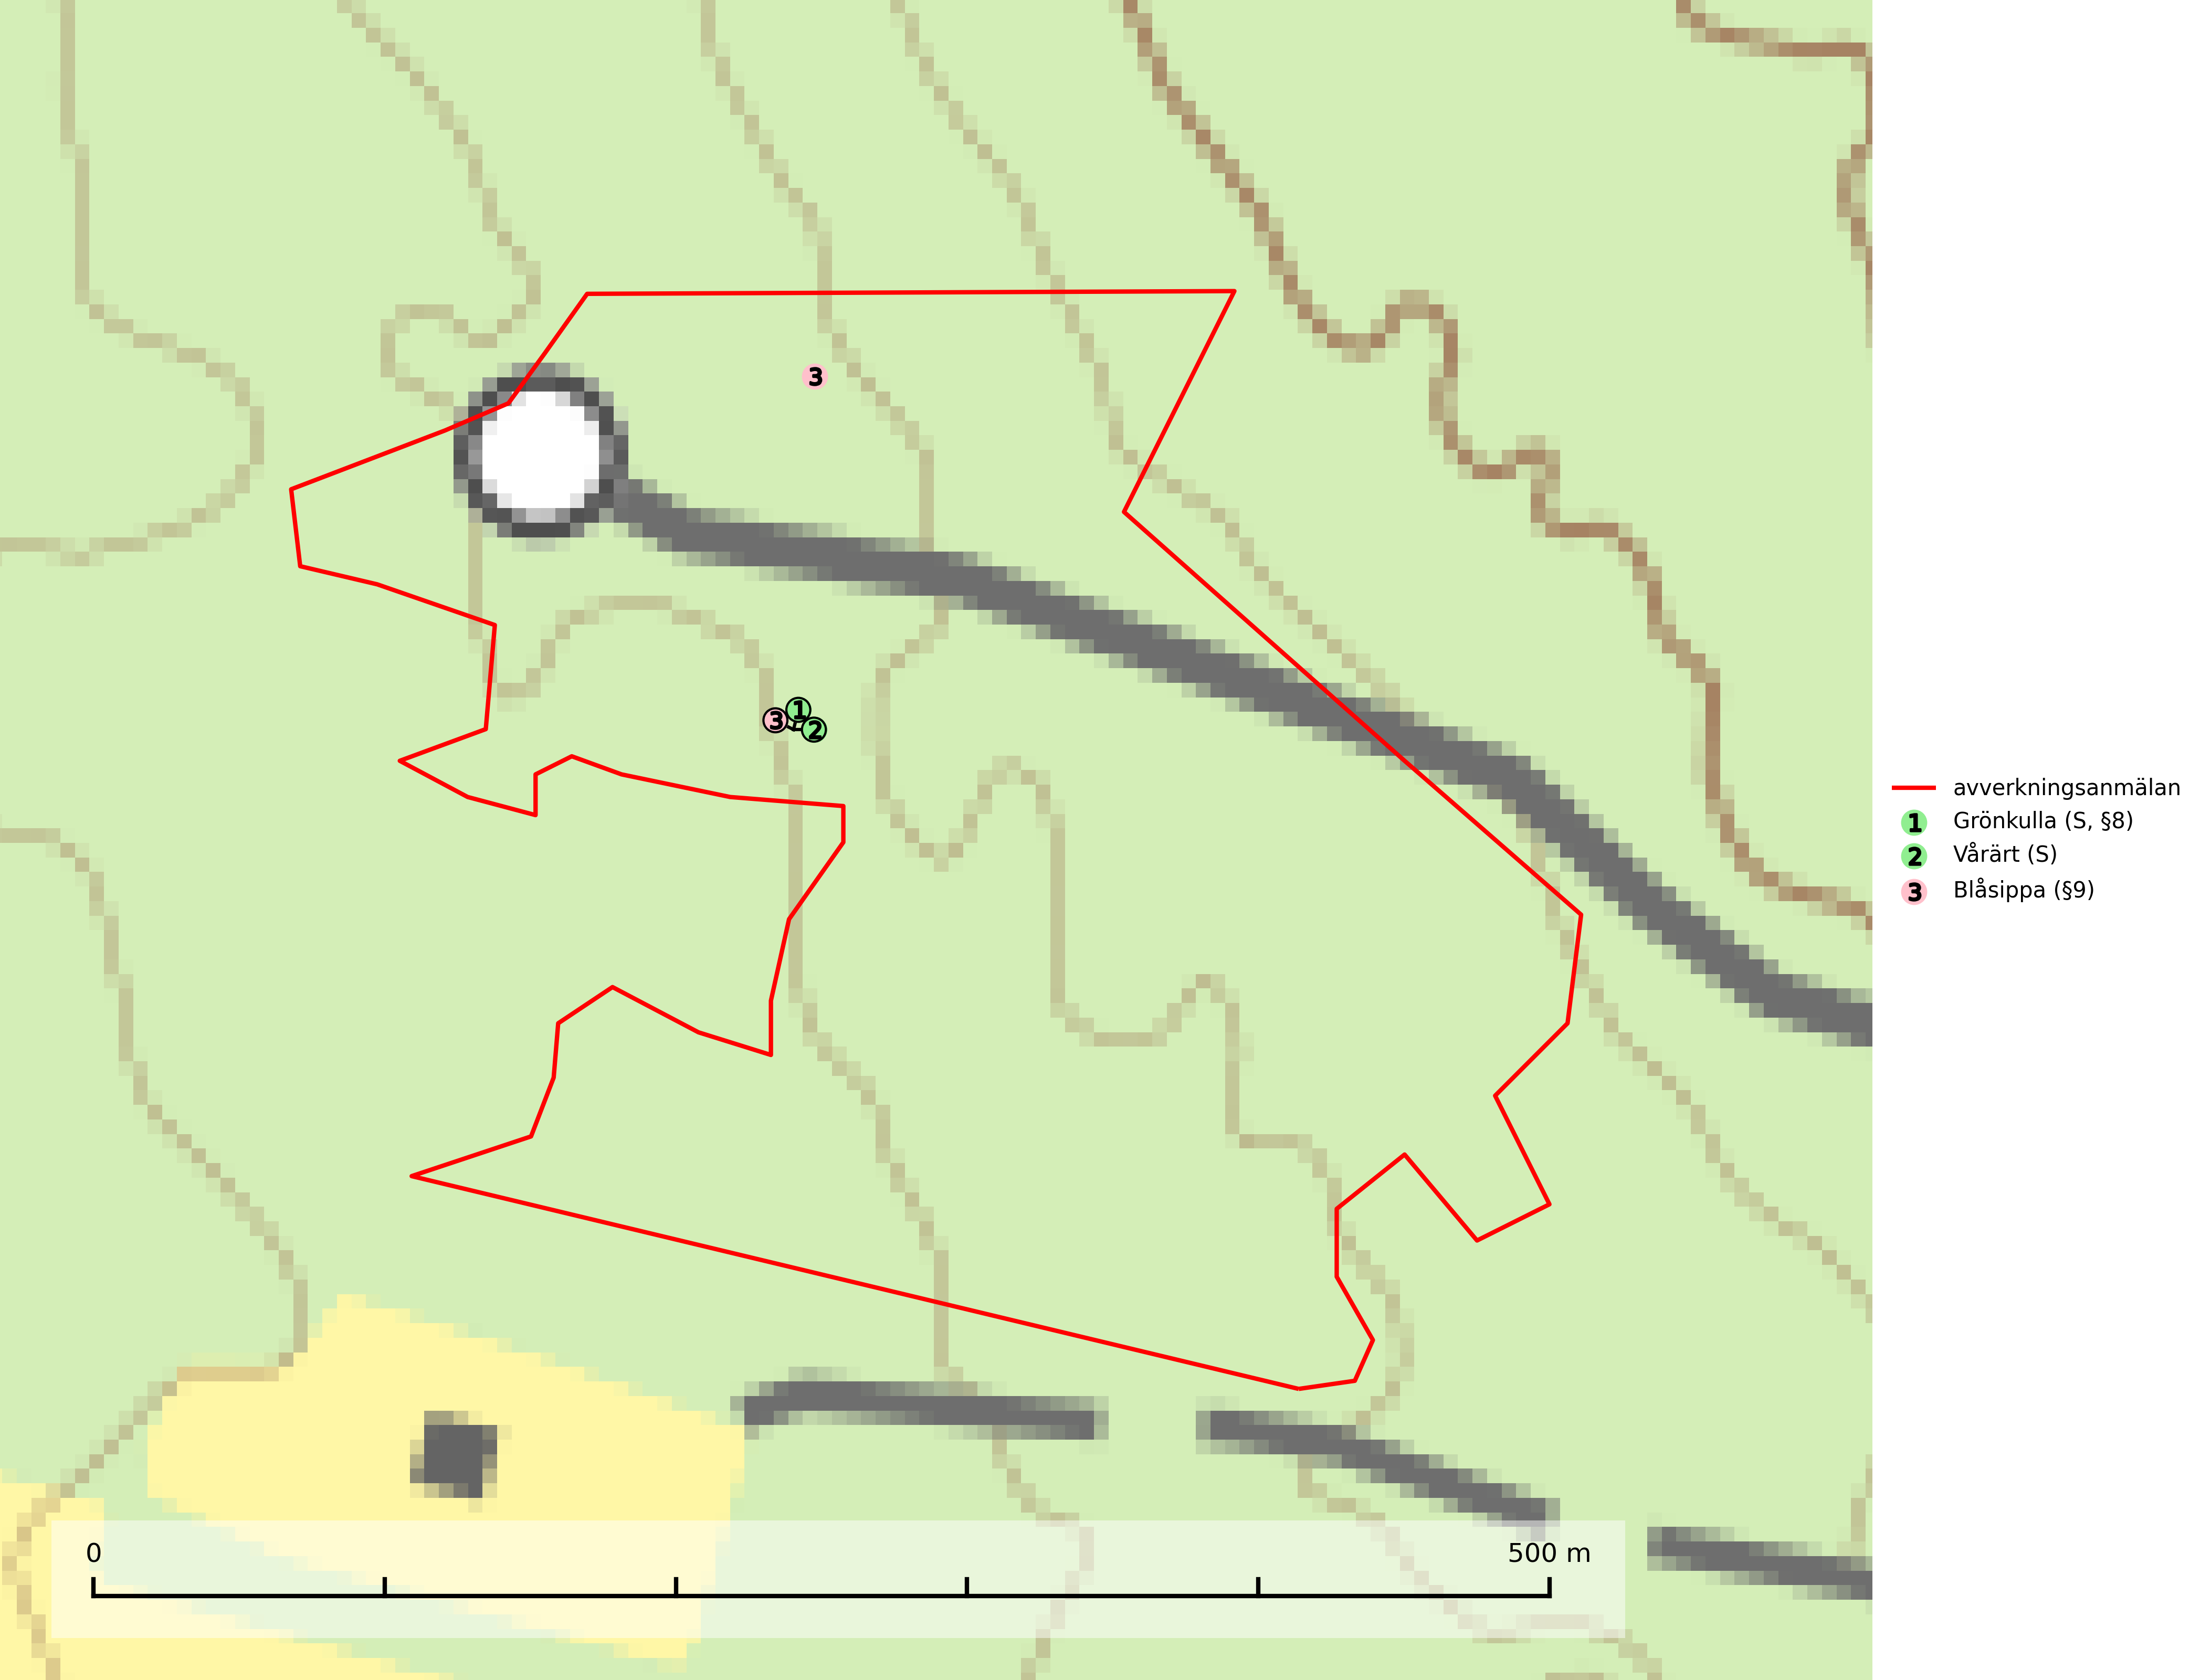 3
1
3
2
avverkningsanmälan
1 Grönkulla (S, §8)
2 Vårärt (S)
3 Blåsippa (§9)
0 500 m